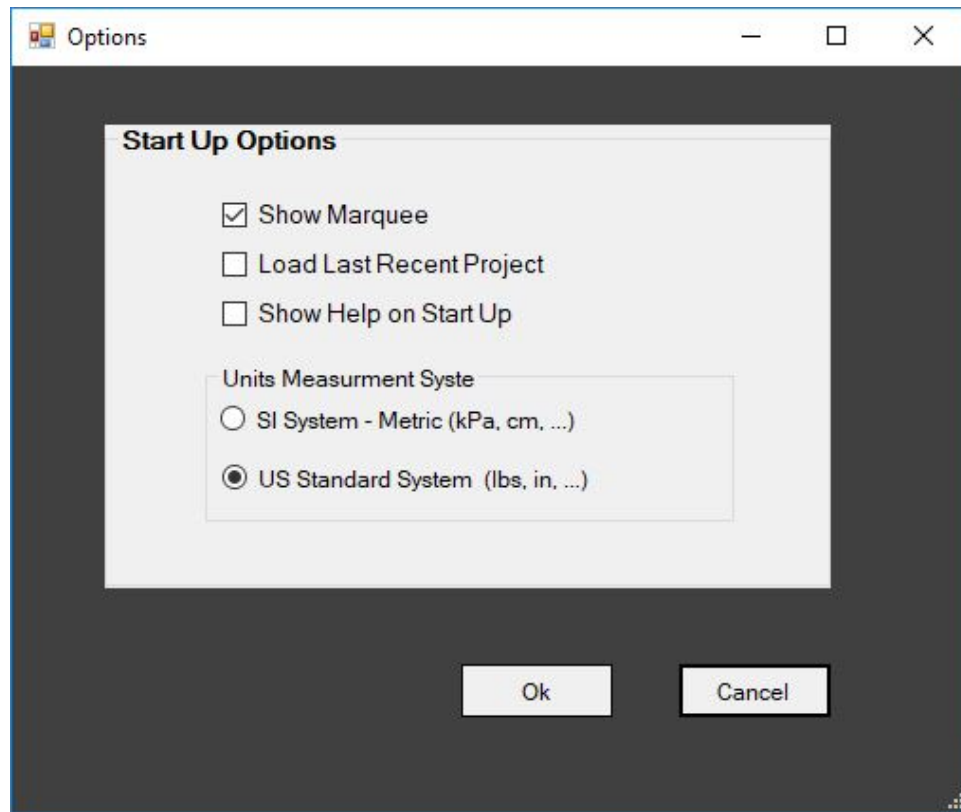 Options
Start Up Options
Show Marquee
Load Last Recent Project
Show Help on Start Up
Units Measurment Syste
SI System - Metric (kPa, cm, ...)
US Standard System (lbs, in, ...)
Ok Cancel